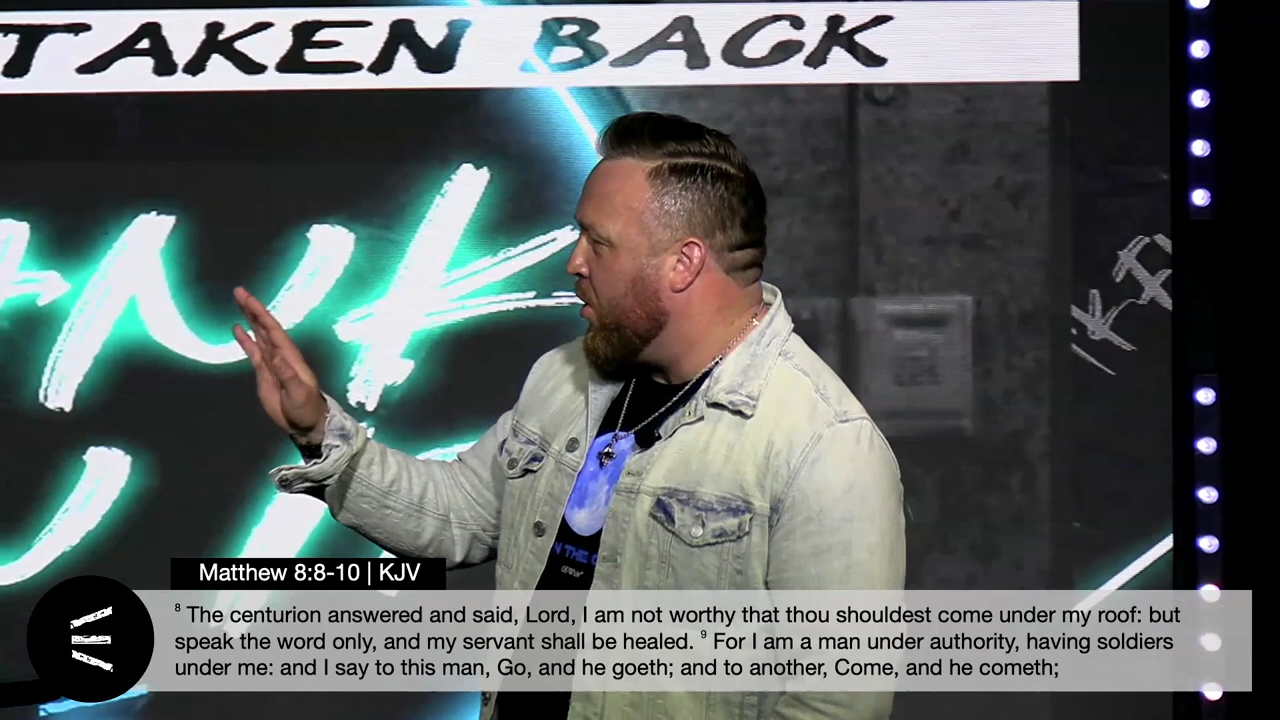 TAKEN BACK
Matthew 8:8-10 | KJV
⁸ The centurion answered and said, Lord, I am not worthy that thou shouldest come under my roof: but
speak the word only, and my servant shall be healed. ⁹ For I am a man under authority, having soldiers
under me: and I say to this man, Go, and he goeth; and to another, Come, and he cometh;